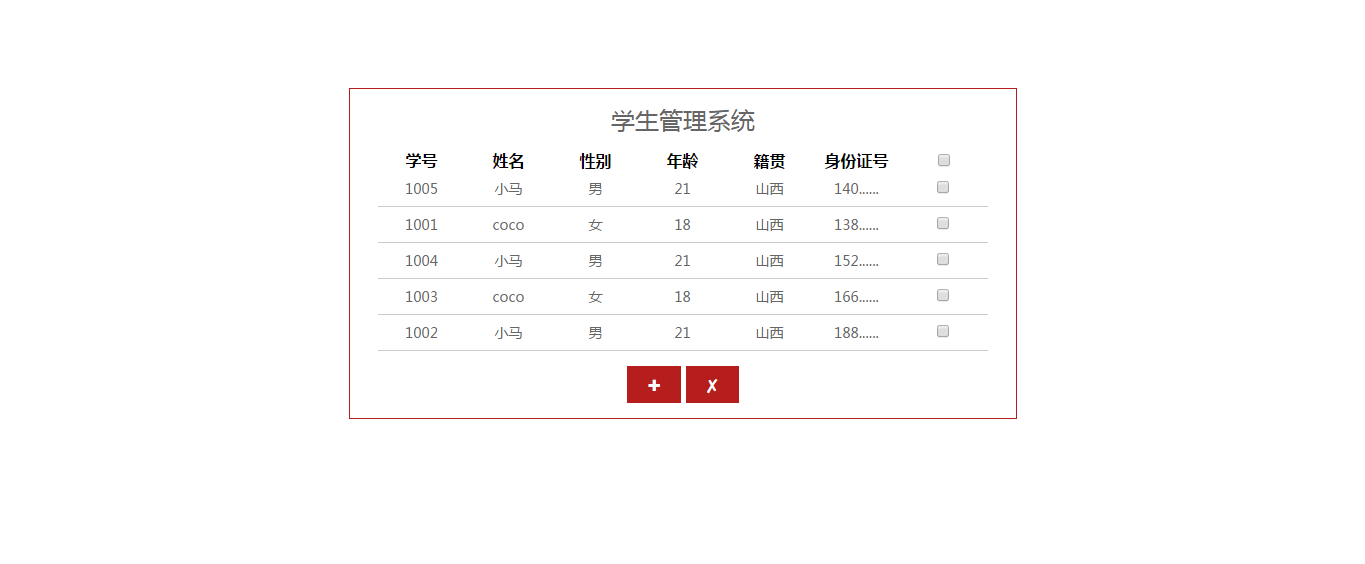 学生管理系统
学号 姓名 性别 年龄 籍贯 身份证号
1005 小马 男 21 山西 140......
1001 coco 女 18 山西 138......
1004 小马 男 21 山西 152......
1003 coco 女 18 山西 166......
1002 小马 男 21 山西 188......
✚ ✗